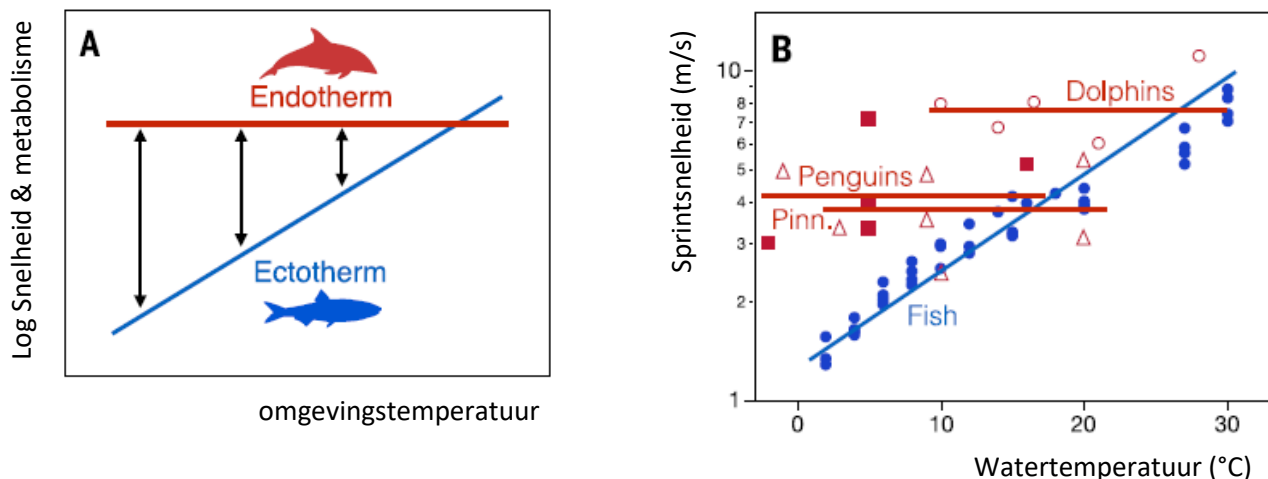 A
Endotherm
Ectotherm
Log Snelheid & metabolisme
omgevingstemperatuur
B
Sprintsnelheid (m/s)
10
8
7
6
5
4
3
2
1
Dolphins
Penguins
Pinn.
Fish
0
10
20
30
Watertemperatuur (°C)